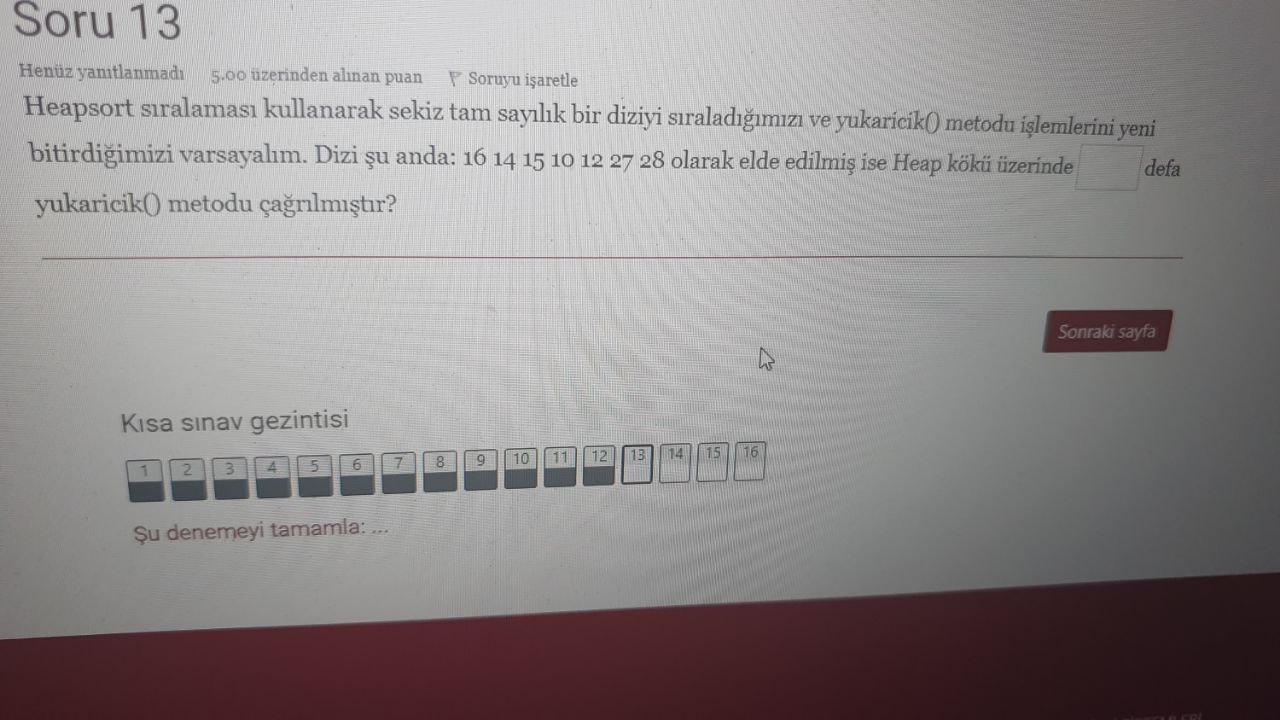 Soru 13
Henüz yanıtlanmadı 5.00 üzerinden alınan puan Soruyu işaretle
Heapsort sıralaması kullanarak sekiz tam sayılık bir diziyi sıraladığımızı ve yukaricik() metodu işlemlerini yeni
bitirdiğimizi varsayalım. Dizi şu anda: 16 14 15 10 12 27 28 olarak elde edilmiş ise Heap kökü üzerinde defa
yukaricik() metodu çağrılmıştır?
Sonraki sayfa
Kısa sınav gezintisi
1 2 3 4 5 6 7 8 9 10 11 12 13 14 15 16
Şu denemeyi tamamla: ...